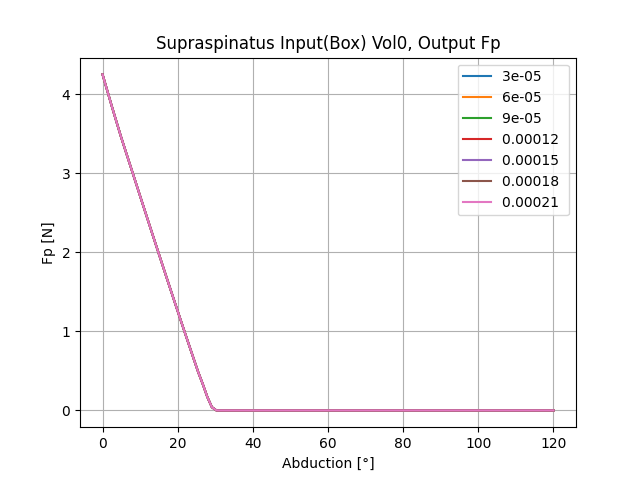 Supraspinatus Input(Box) Vol0, Output Fp
3e-05
6e-05
9e-05
0.00012
0.00015
0.00018
0.00021
Fp [N]
4
3
2
1
0
0 20 40 60 80 100 120
Abduction [°]